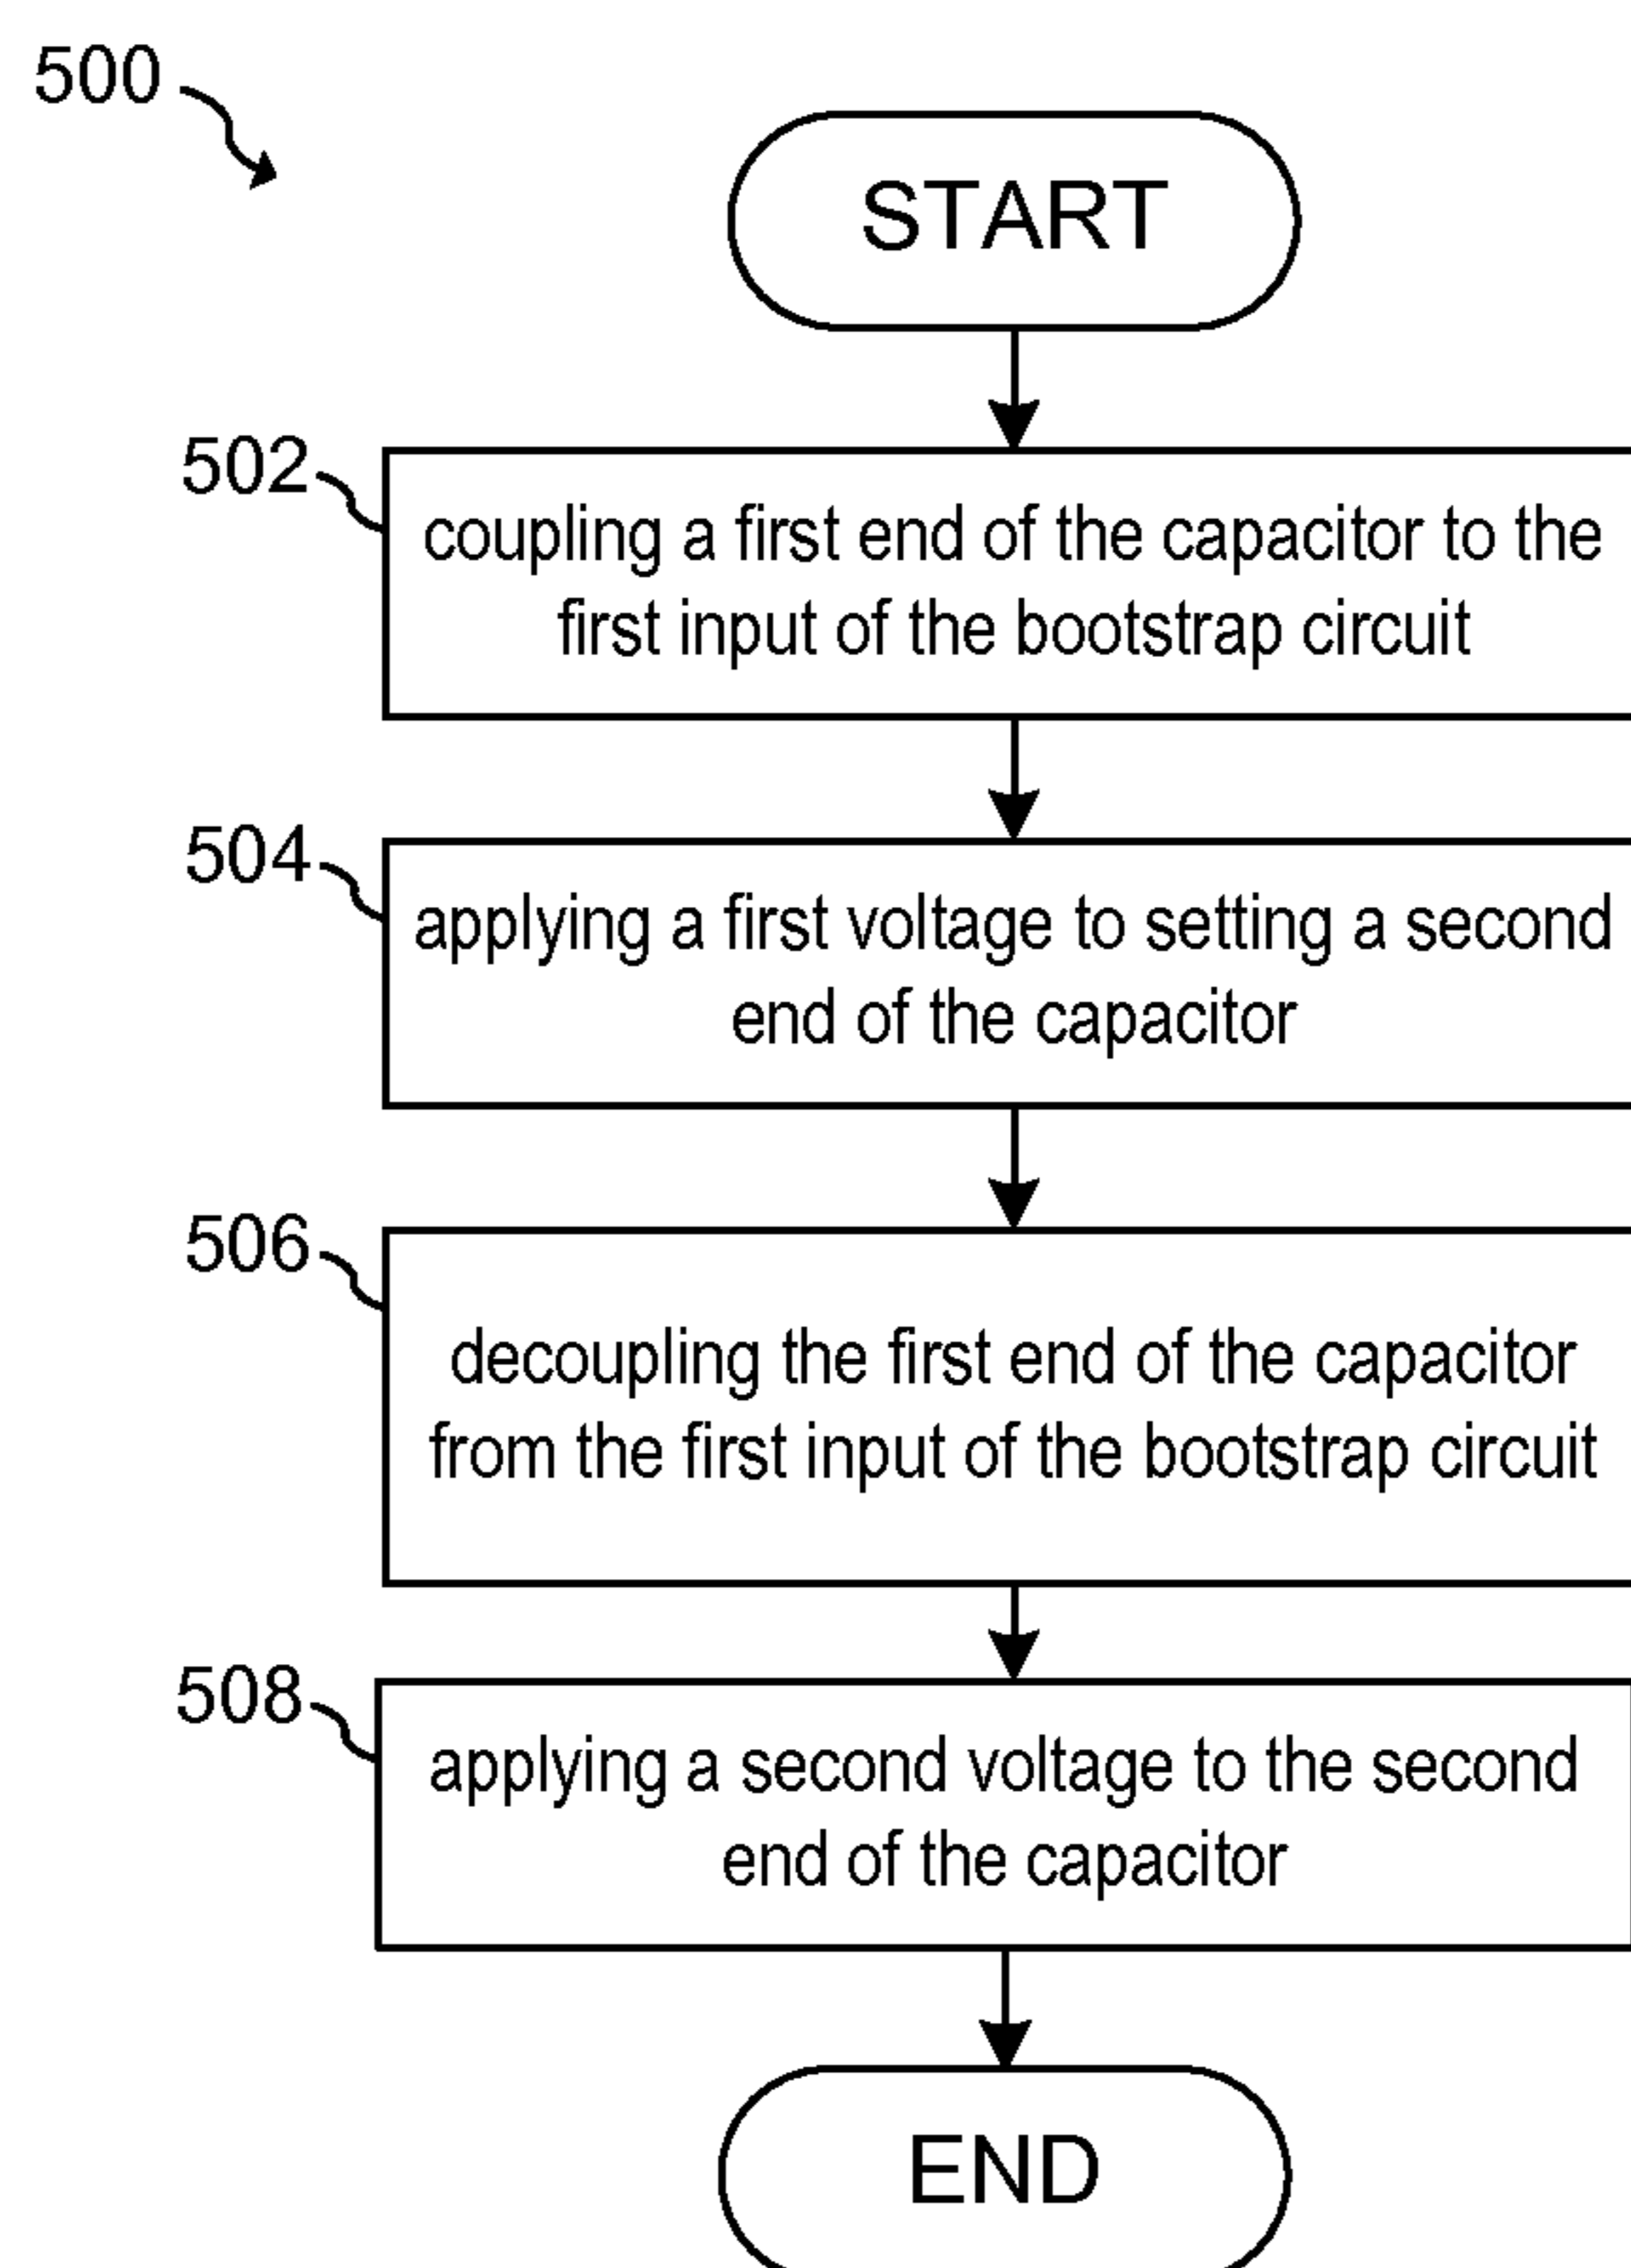 500
START
502
coupling a first end of the capacitor to the
first input of the bootstrap circuit
504
applying a first voltage to setting a second
end of the capacitor
506
decoupling the first end of the capacitor
from the first input of the bootstrap circuit
508
applying a second voltage to the second
end of the capacitor
END